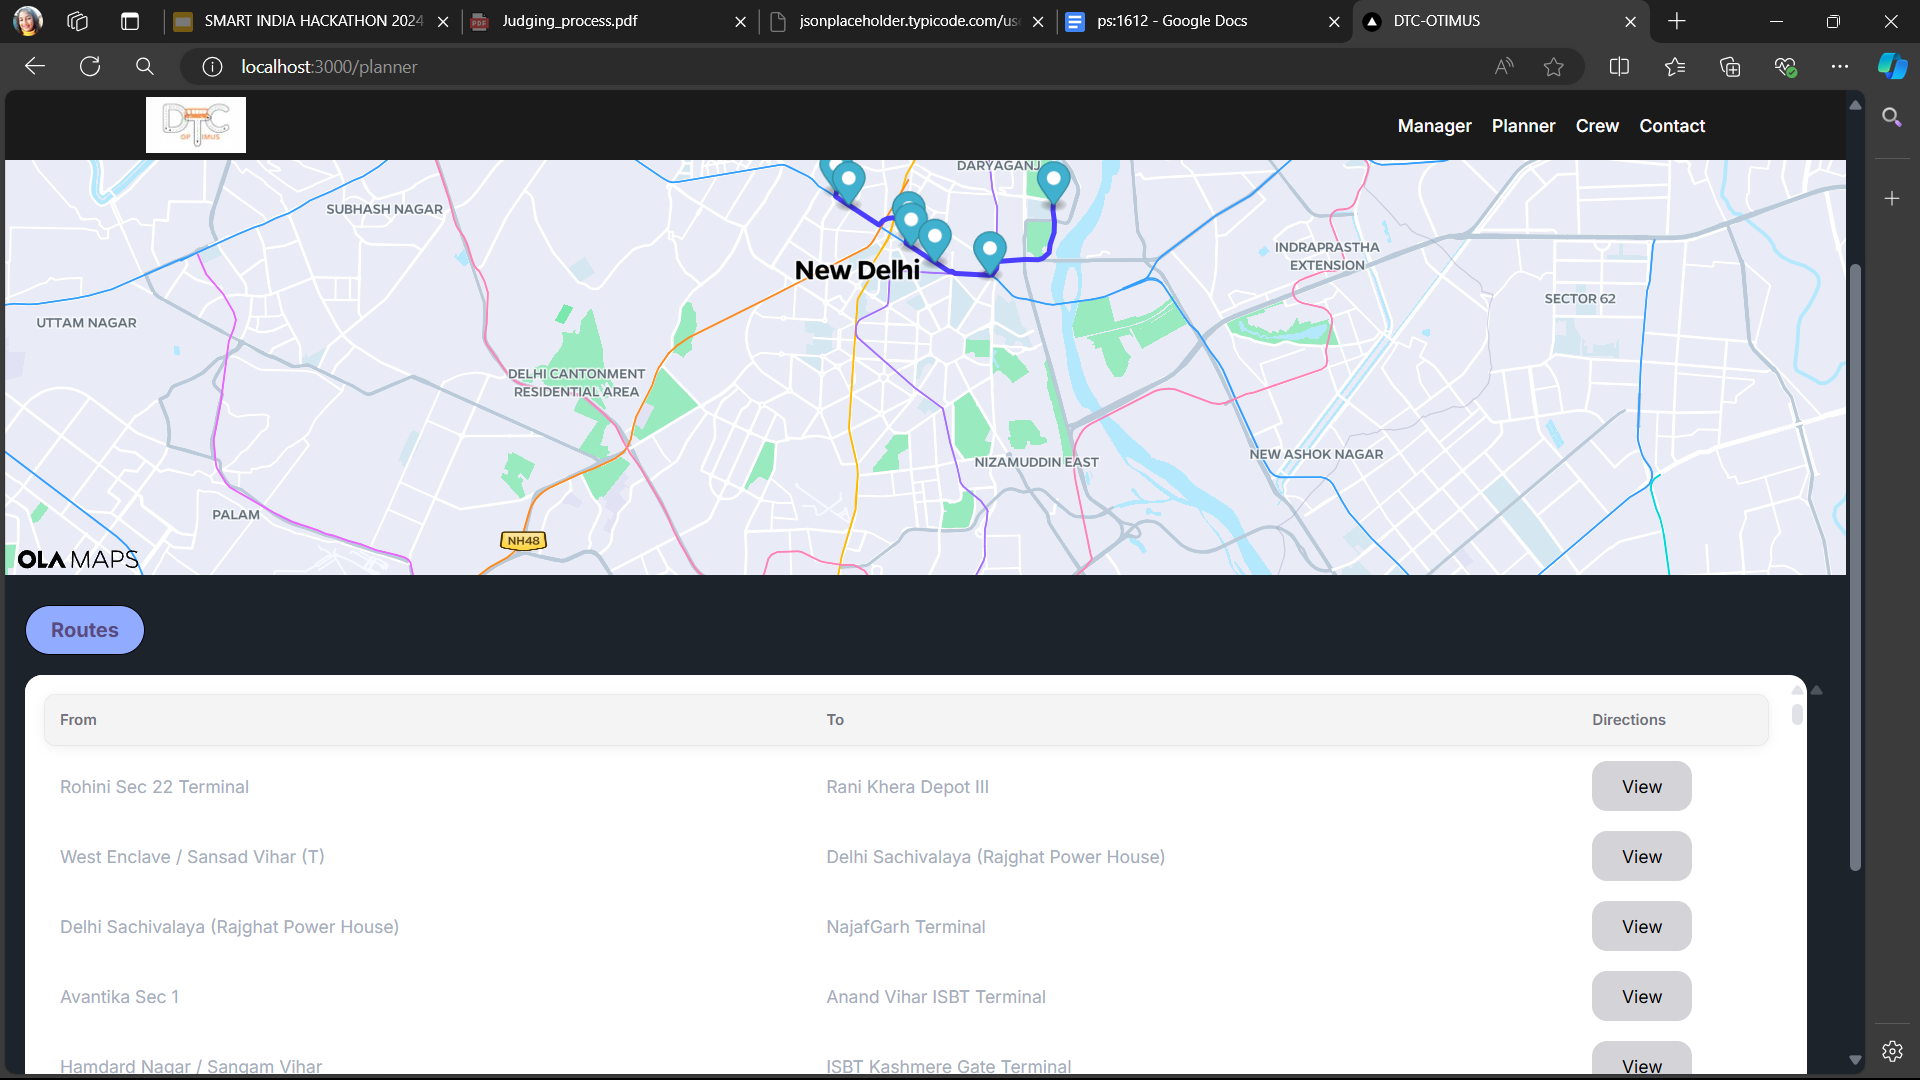 SMART INDIA HACKATHON 2024
Judging_process.pdf
jsonplaceholder.typicode.com/us
ps:1612 - Google Docs
DTC-OTIMUS
localhost:3000/planner
DTC
OPTIMUS
Manager Planner Crew Contact
DARYAGANJ
SUBHASH NAGAR
INDRAPRASTHA
EXTENSION
New Delhi
SECTOR 62
UTTAM NAGAR
DELHI CANTONMENT
RESIDENTIAL AREA
NEW ASHOK NAGAR
NIZAMUDDIN EAST
PALAM
NH48
OLA MAPS
Routes
From To Directions
Rohini Sec 22 Terminal Rani Khera Depot III View
West Enclave / Sansad Vihar (T) Delhi Sachivalaya (Rajghat Power House) View
Delhi Sachivalaya (Rajghat Power House) NajafGarh Terminal View
Avantika Sec 1 Anand Vihar ISBT Terminal View
Hamdard Nagar / Sangam Vihar ISBT Kashmere Gate Terminal View